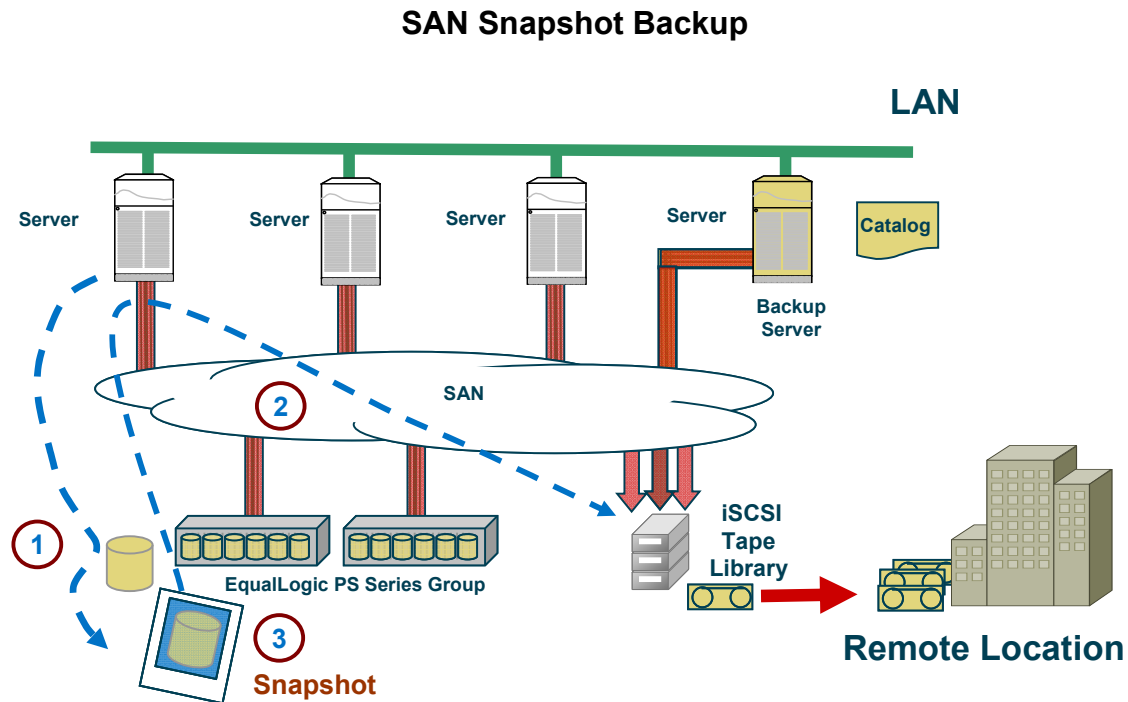 SAN Snapshot Backup
LAN
Server
Server
Server
Server
Catalog
Backup
Server
SAN
2
1
iSCSI
Tape
Library
EqualLogic PS Series Group
3
Snapshot
Remote Location